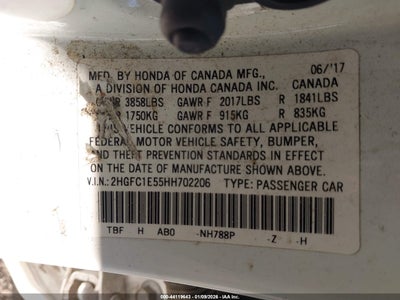 MFD. BY HONDA OF CANADA MFG., 06/'17
A DIVISION OF HONDA CANADA INC. CANADA
3858LBS GAWR F 2017LBS R 1841LBS
1750KG F 915KG R 835KG
VEHICLE CONFORMS TO ALL APPLICABLE
FEDERAL MOTOR VEHICLE SAFETY, BUMPER,
AND THEFT PREVENTION STANDARDS IN EFFECT
ON THE DATE OF MANUFACTURE SHOWN ABOVE.
V.I.N.: 2HGFC1E55HH702206 TYPE: PASSENGER CAR
TBF H AB0 -NH788P -Z -H
000-44119643 - 01/09/2026 - IAA Inc.